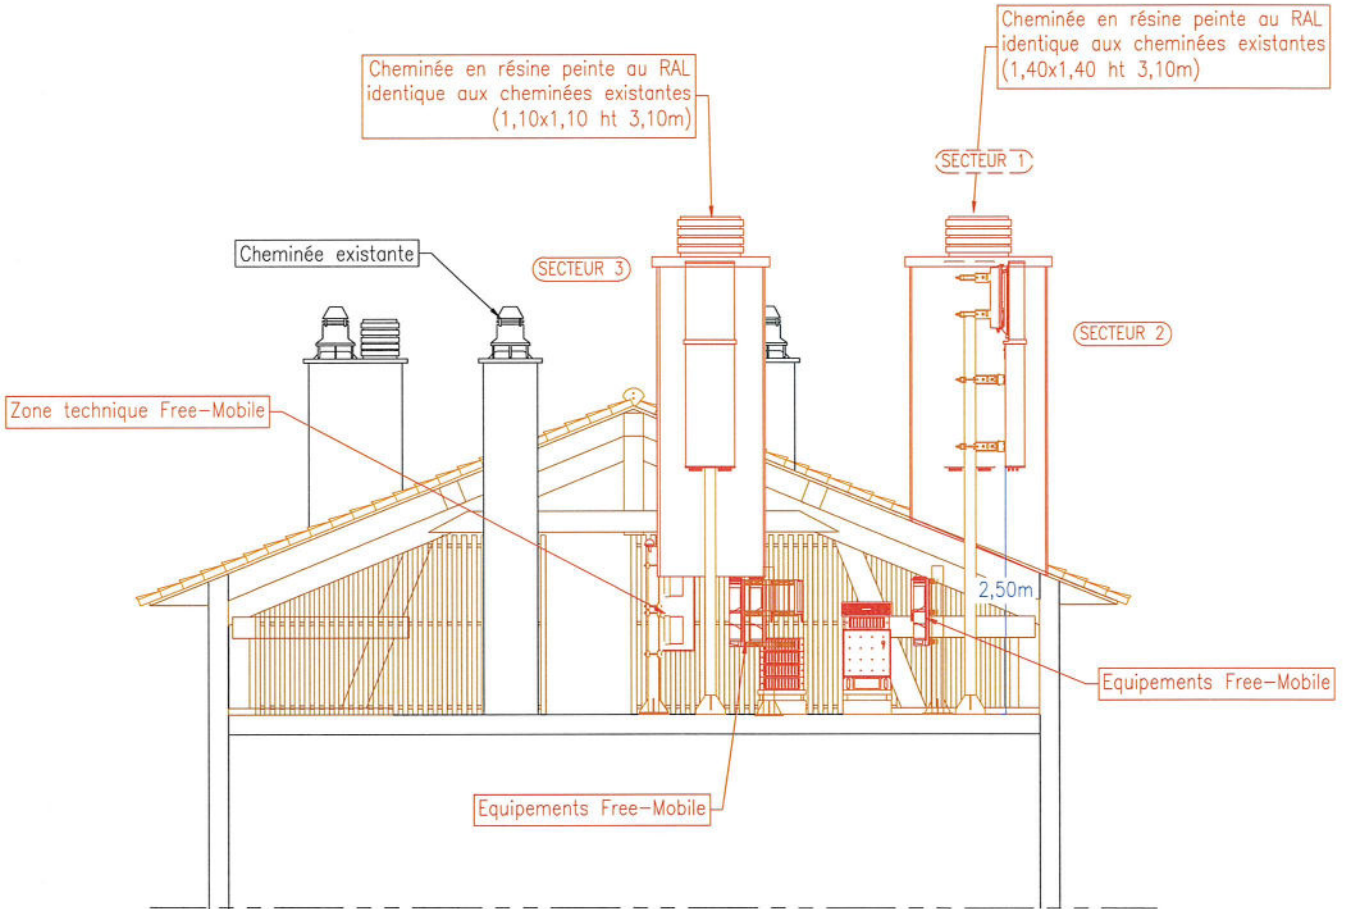 Cheminée en résine peinte au RAL
identique aux cheminées existantes
(1,40x1,40 ht 3,10m)
Cheminée en résine peinte au RAL
identique aux cheminées existantes
(1,10x1,10 ht 3,10m)
SECTEUR 1
Cheminée existante
SECTEUR 3
SECTEUR 2
Zone technique Free-Mobile
2,50m
Equipements Free-Mobile
Equipements Free-Mobile